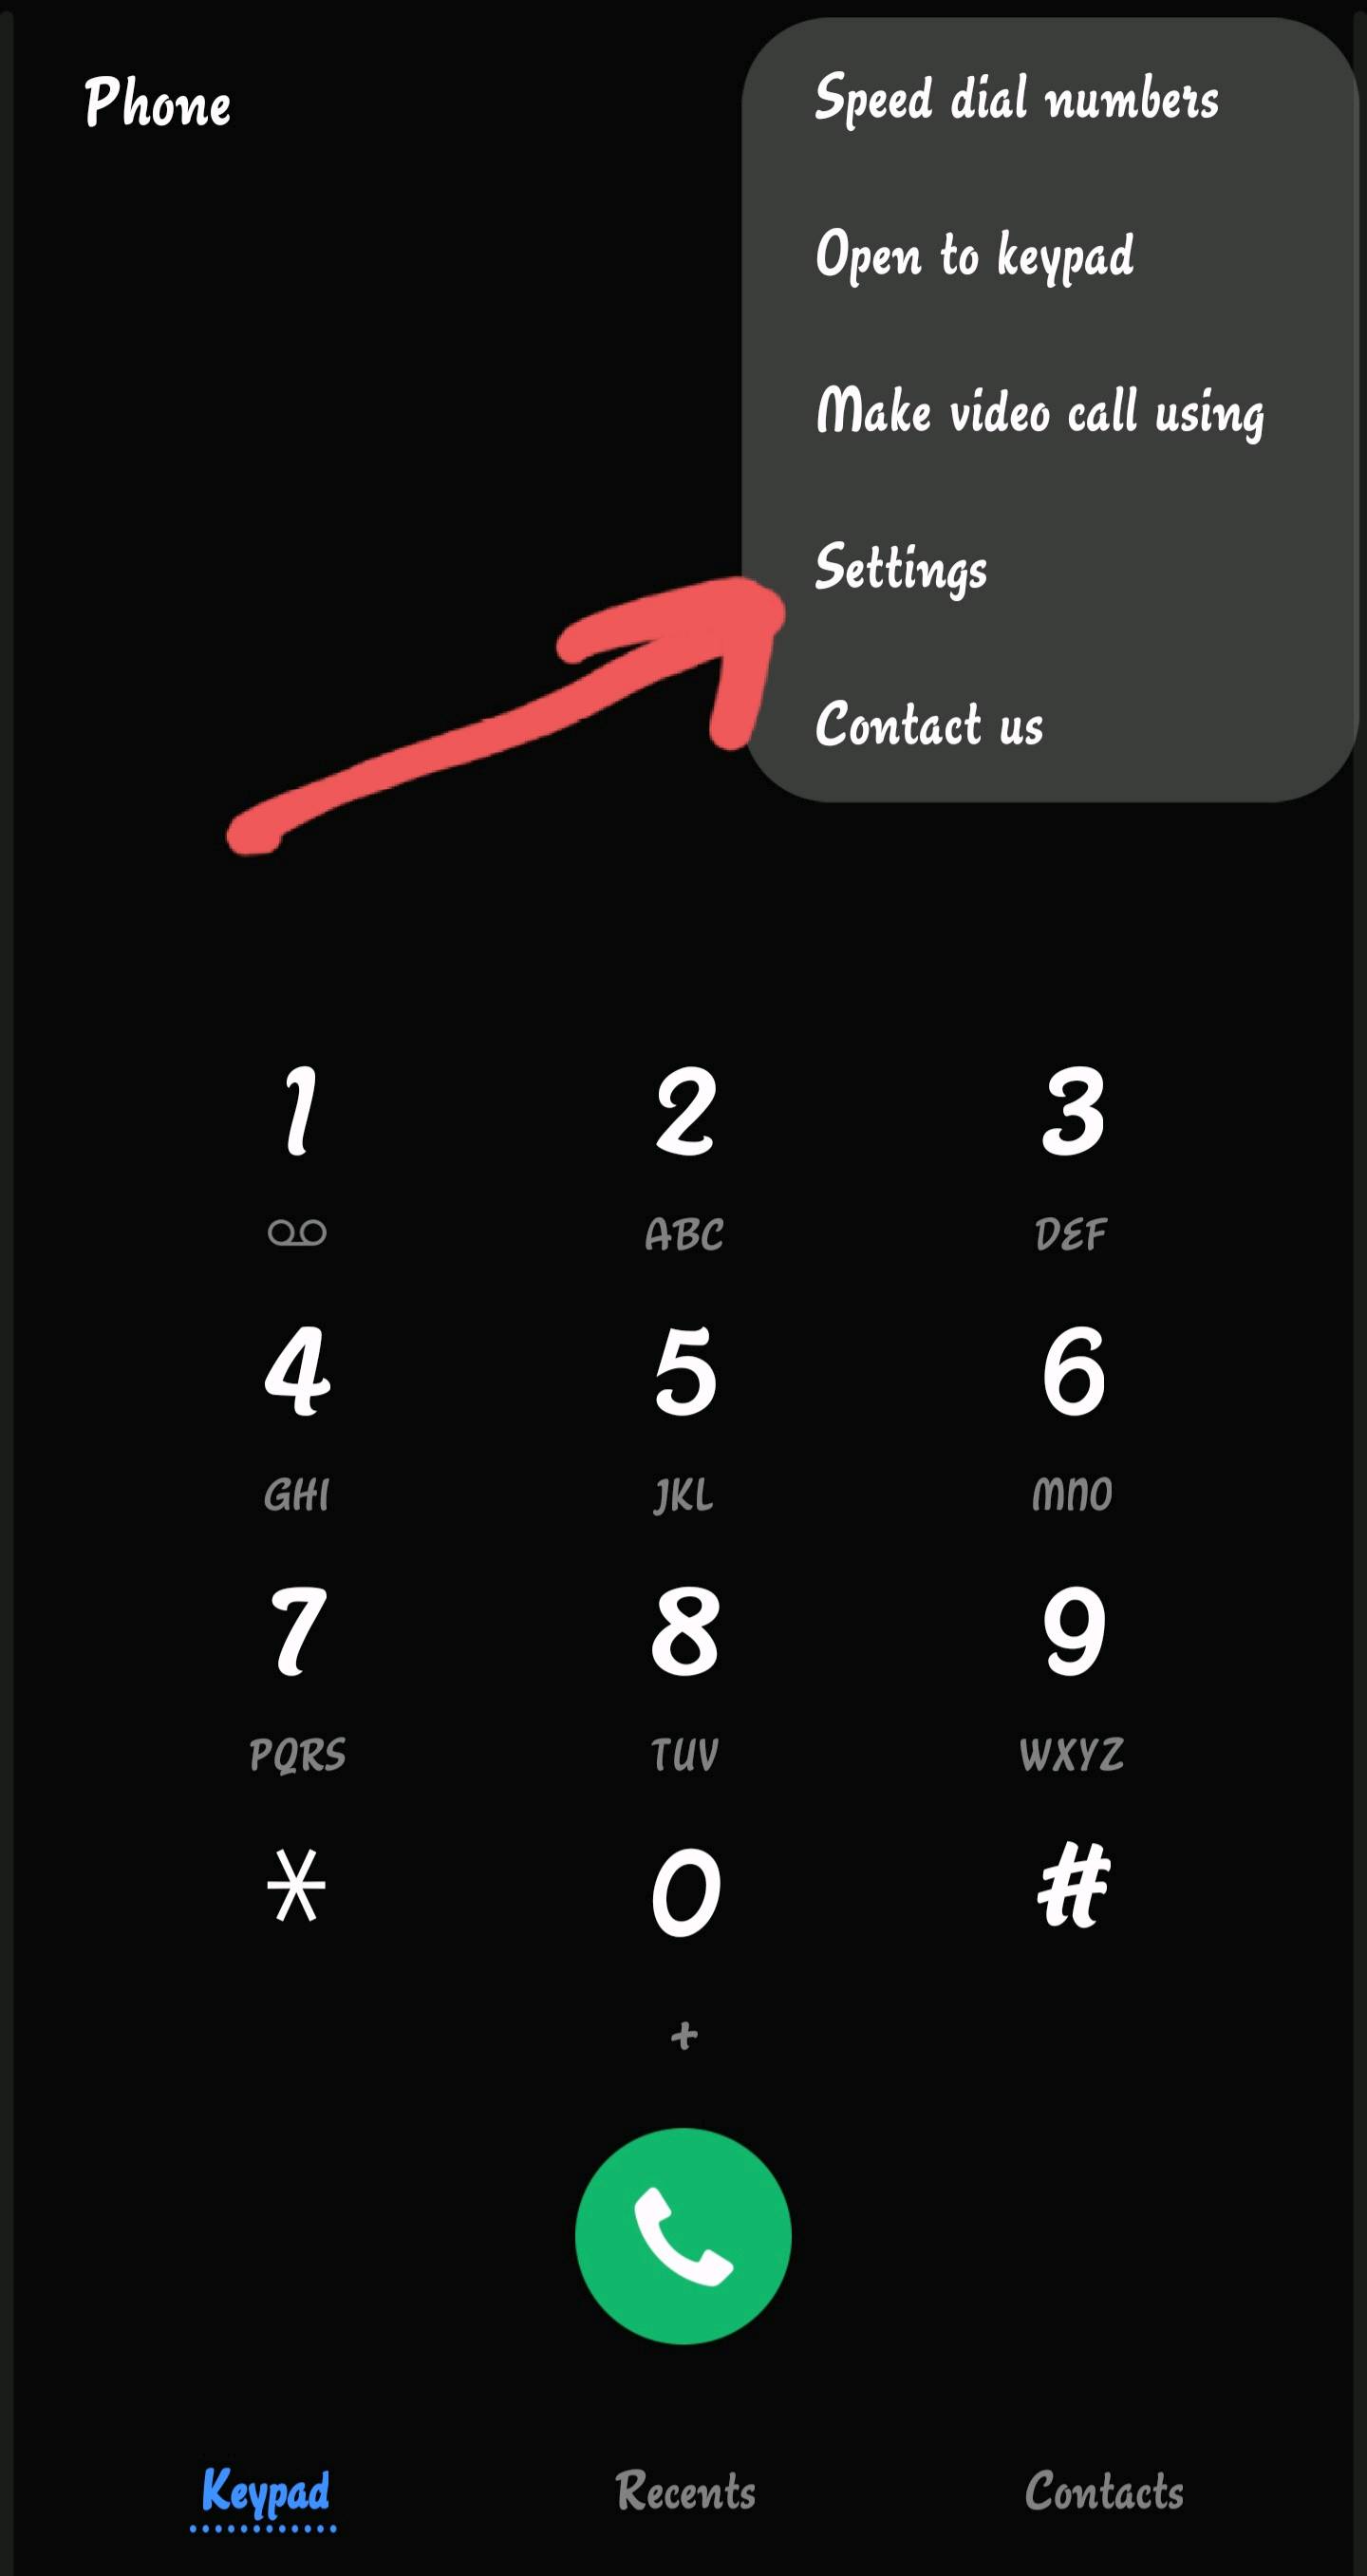 Phone
Speed dial numbers
Open to keypad
Make video call using
Settings
Contact us
1 2 3
ABC DEF
4 5 6
GHI JKL MNO
7 8 9
PQRS TUV WXYZ
* 0 #
+
Keypad Recents Contacts